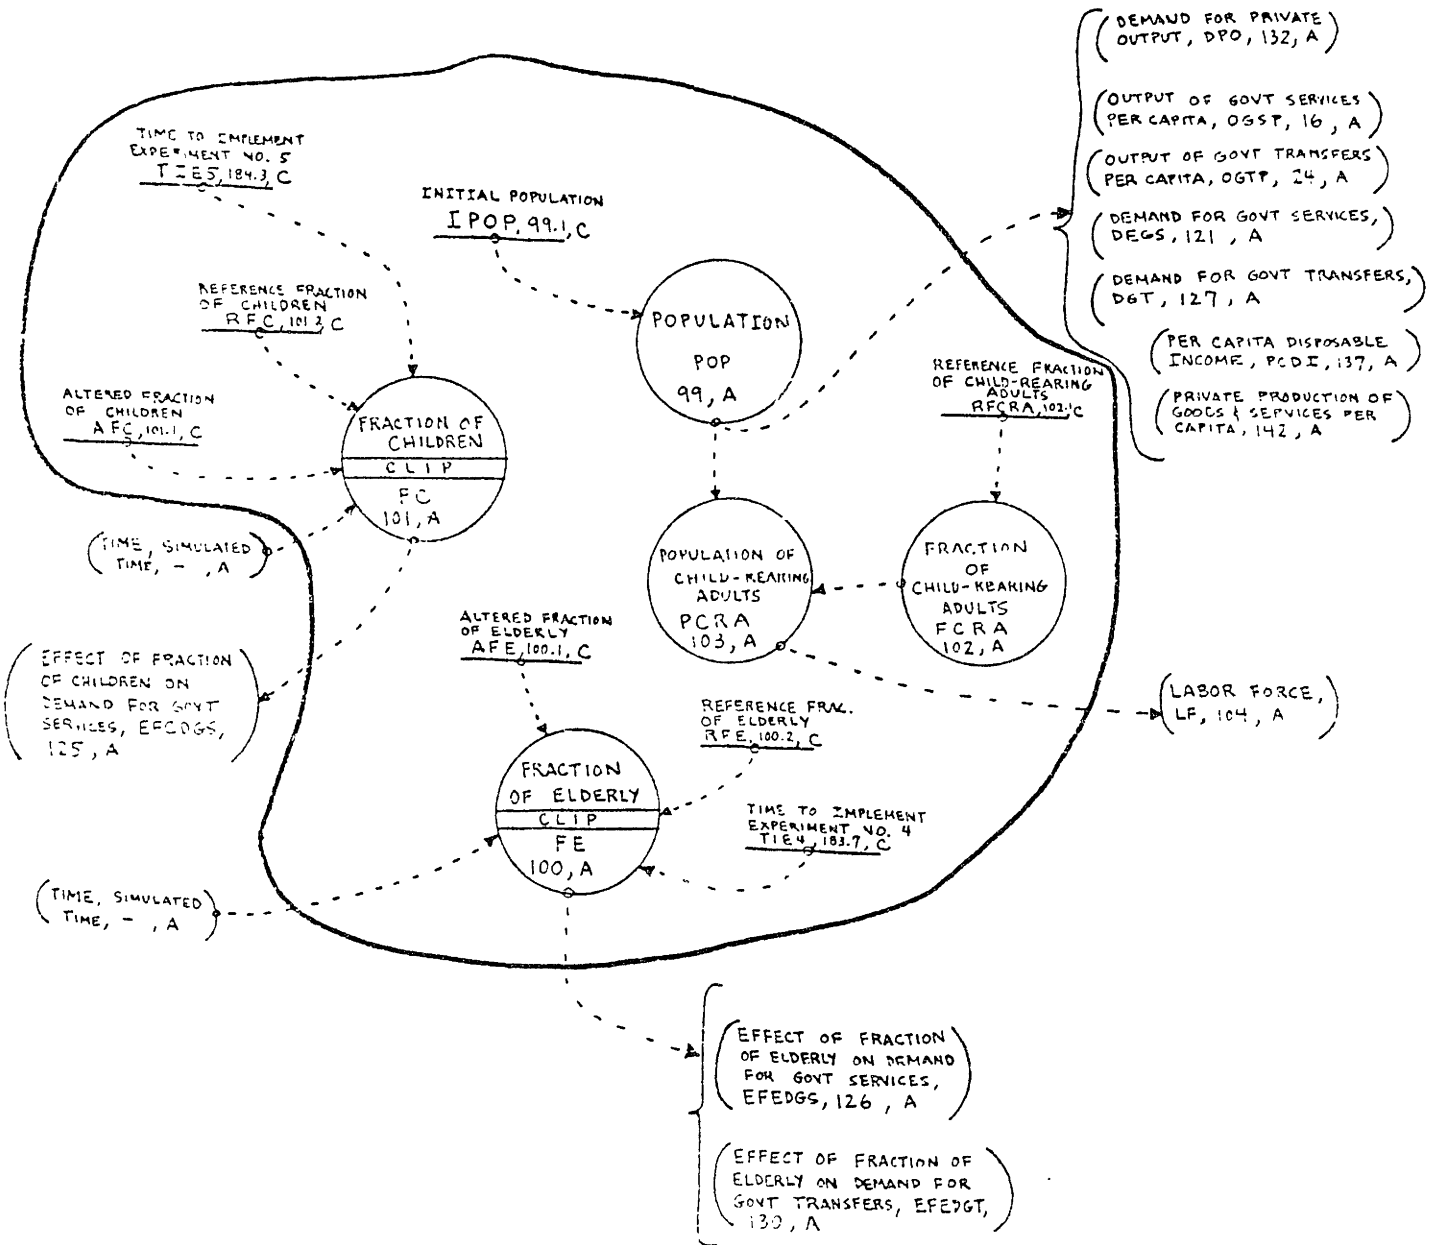 DEMAND FOR PRIVATE
OUTPUT, DPO, 132, A
OUTPUT OF GOVT SERVICES
PER CAPITA, OGSP, 16, A
OUTPUT OF GOVT TRANSFERS
PER CAPITA, OGTP, 24, A
DEMAND FOR GOVT SERVICES,
DEGS, 121, A
DEMAND FOR GOVT TRANSFERS,
DGT, 127, A
PER CAPITA DISPOSABLE
INCOME, PCDI, 137, A
PRIVATE PRODUCTION OF
GOODS & SERVICES PER
CAPITA, 142, A
TIME TO IMPLEMENT
EXPERIMENT NO. 5
TIE5, 184.3, C
INITIAL POPULATION
IPOP, 99.1, C
REFERENCE FRACTION
OF CHILDREN
RFC, 101.2, C
POPULATION
POP
99, A
REFERENCE FRACTION
OF CHILD-REARING
ADULTS
RFCRA, 102.1, C
ALTERED FRACTION
OF CHILDREN
AFC, 101.1, C
FRACTION OF
CHILDREN
CLIP
FC
101, A
(TIME, SIMULATED
TIME, - , A)
POPULATION OF
CHILD-REARING
ADULTS
PCRA
103, A
FRACTION
OF
CHILD-REARING
ADULTS
FCRA
102, A
EFFECT OF FRACTION
OF CHILDREN ON
DEMAND FOR GOVT
SERVICES, EFCDGS,
125, A
ALTERED FRACTION
OF ELDERLY
AFE, 100.1, C
REFERENCE FRAC.
OF ELDERLY
RFE, 100.2, C
LABOR FORCE,
LF, 104, A
FRACTION
OF ELDERLY
CLIP
FE
100, A
TIME TO IMPLEMENT
EXPERIMENT NO. 4
TIE4, 183.7, C
(TIME, SIMULATED
TIME, - , A)
EFFECT OF FRACTION
OF ELDERLY ON DEMAND
FOR GOVT SERVICES,
EFEDGS, 126, A
EFFECT OF FRACTION OF
ELDERLY ON DEMAND FOR
GOVT TRANSFERS, EFEDGT,
130, A